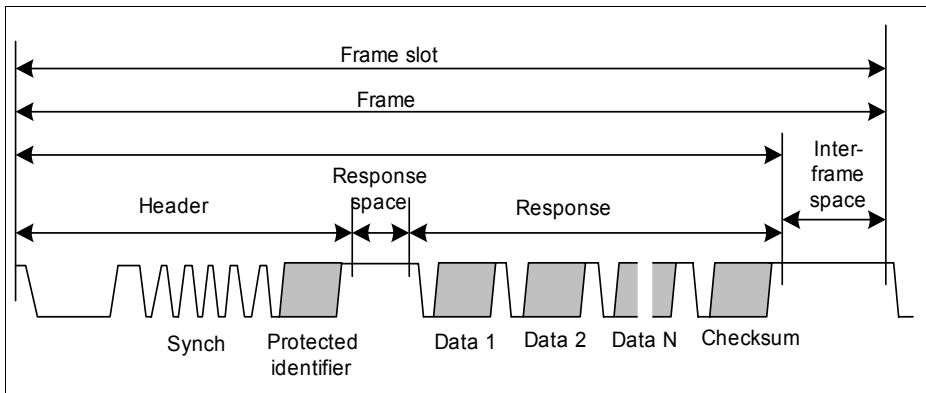 Frame slot
Frame
Inter-
frame
space
Response
space
Header
Response
Synch
Protected
identifier
Data 1
Data 2
Data N
Checksum